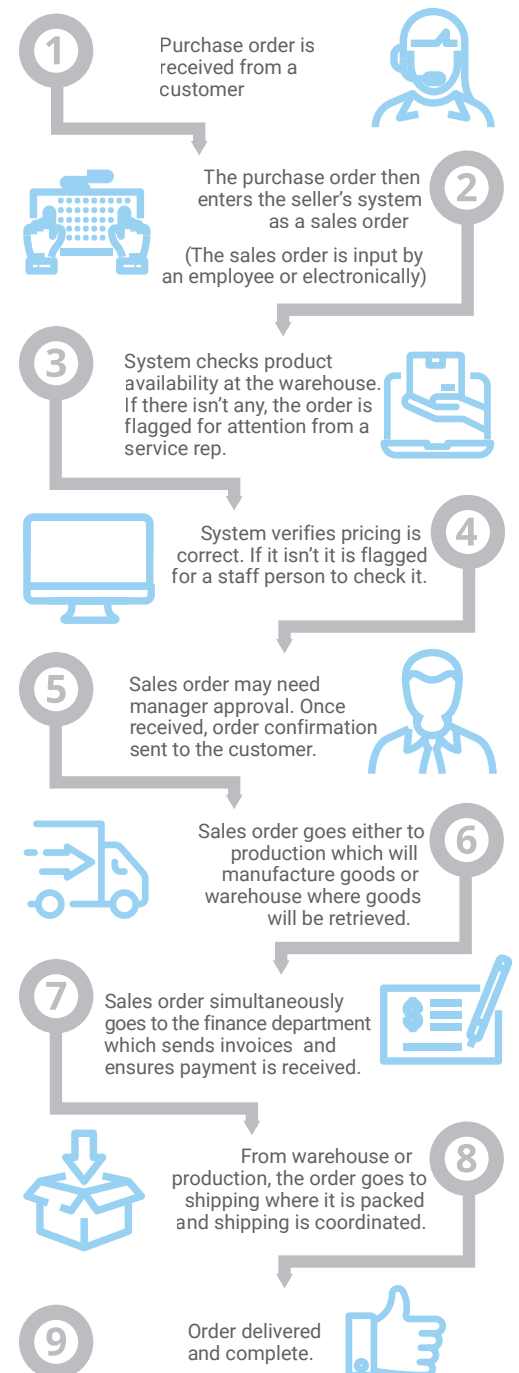 1
Purchase order is
received from a
customer
2
The purchase order then
enters the seller's system
as a sales order
(The sales order is input by
an employee or electronically)
3
System checks product
availability at the warehouse.
If there isn't any, the order is
flagged for attention from a
service rep.
4
System verifies pricing is
correct. If it isn't it is flagged
for a staff person to check it.
5
Sales order may need
manager approval. Once
received, order confirmation
sent to the customer.
6
Sales order goes either to
production which will
manufacture goods or
warehouse where goods
will be retrieved.
7
Sales order simultaneously
goes to the finance department
which sends invoices and
ensures payment is received.
$
8
From warehouse or
production, the order goes to
shipping where it is packed
and shipping is coordinated.
9
Order delivered
and complete.